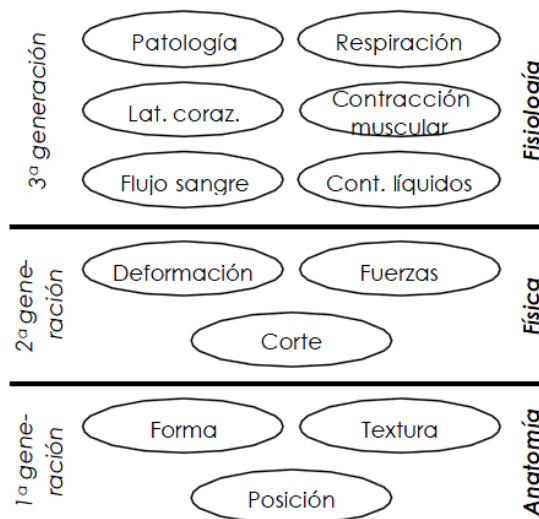 3ª generación
Patología
Respiración
Lat. coraz.
Contracción
muscular
Flujo sangre
Cont. líquidos
Fisiología
2ª gene-
ración
Deformación
Fuerzas
Corte
Física
1ª gene-
ración
Forma
Textura
Posición
Anatomía